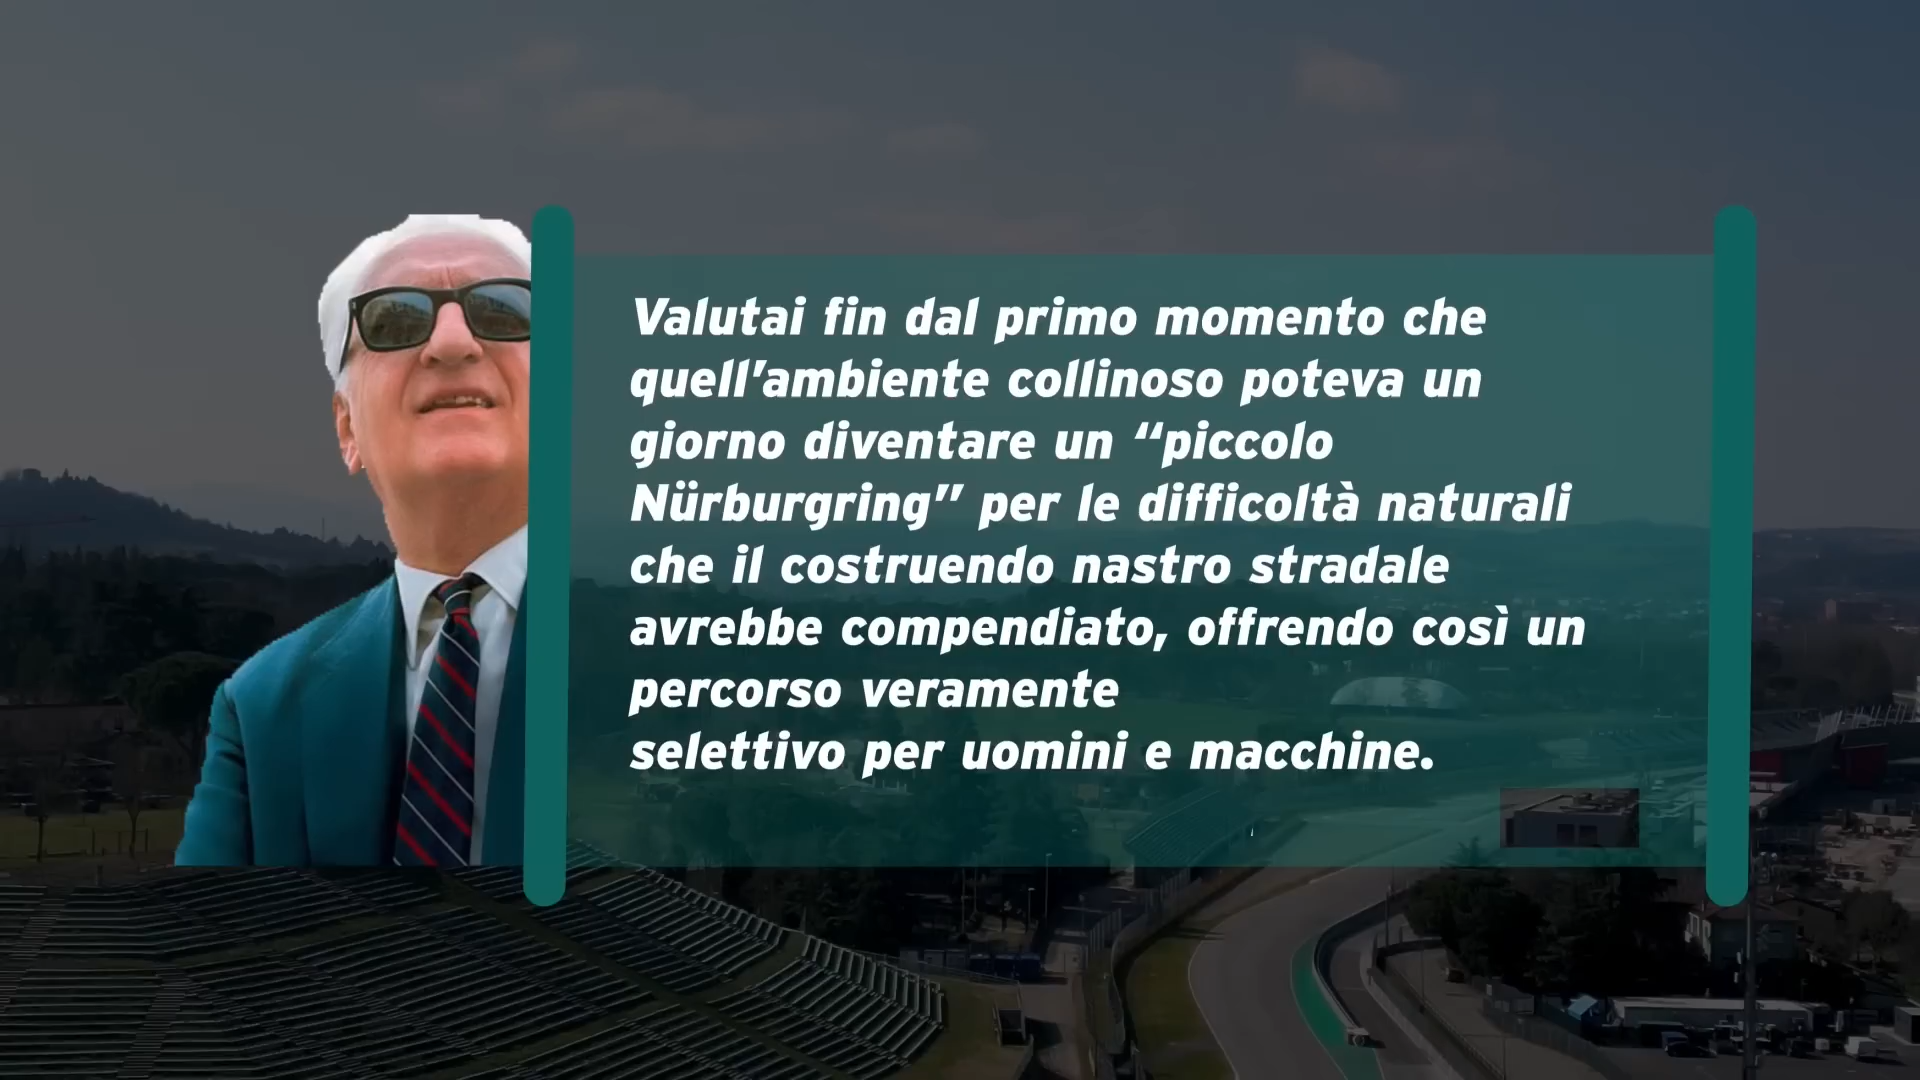 Valutai fin dal primo momento che
quell’ambiente collinoso poteva un
giorno diventare un “piccolo
Nürburgring” per le difficoltà naturali
che il costruendo nastro stradale
avrebbe compendiato, offrendo così un
percorso veramente
selettivo per uomini e macchine.